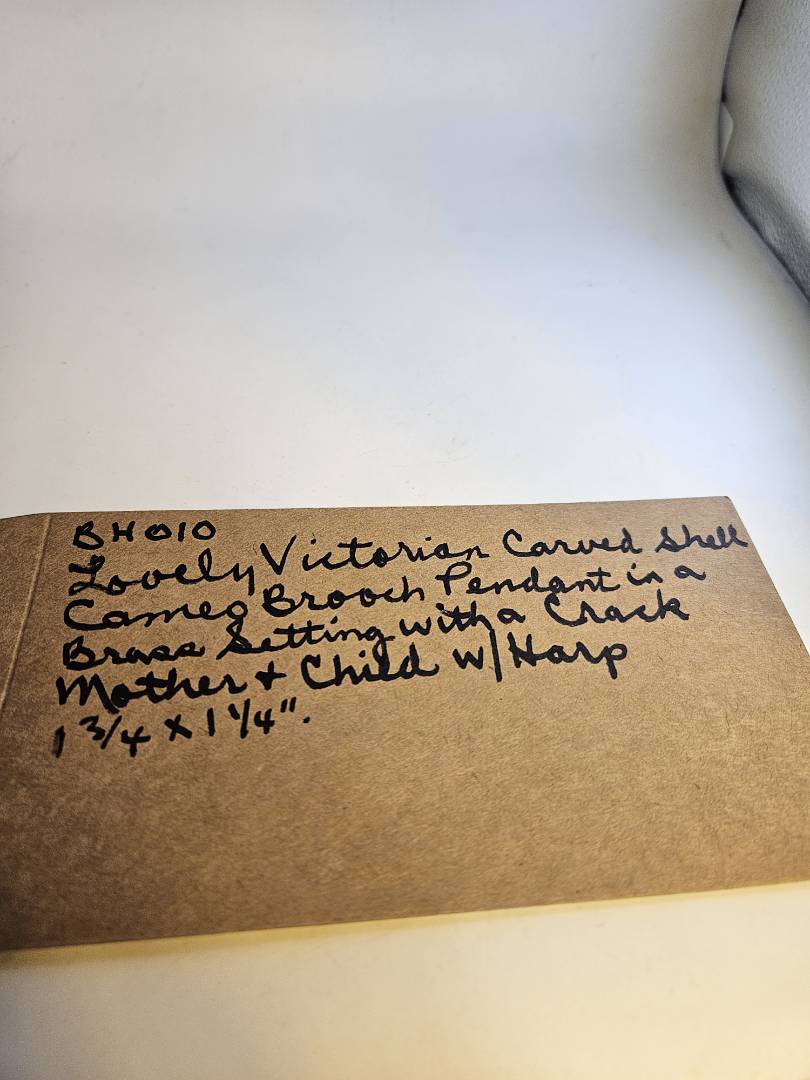 BH010
Lovely Victorian Carved Shell
Cameo Brooch Pendant in a
Brass Setting with a Crack
Mother + Child w/Harp
1 3/4 x 1 1/4".